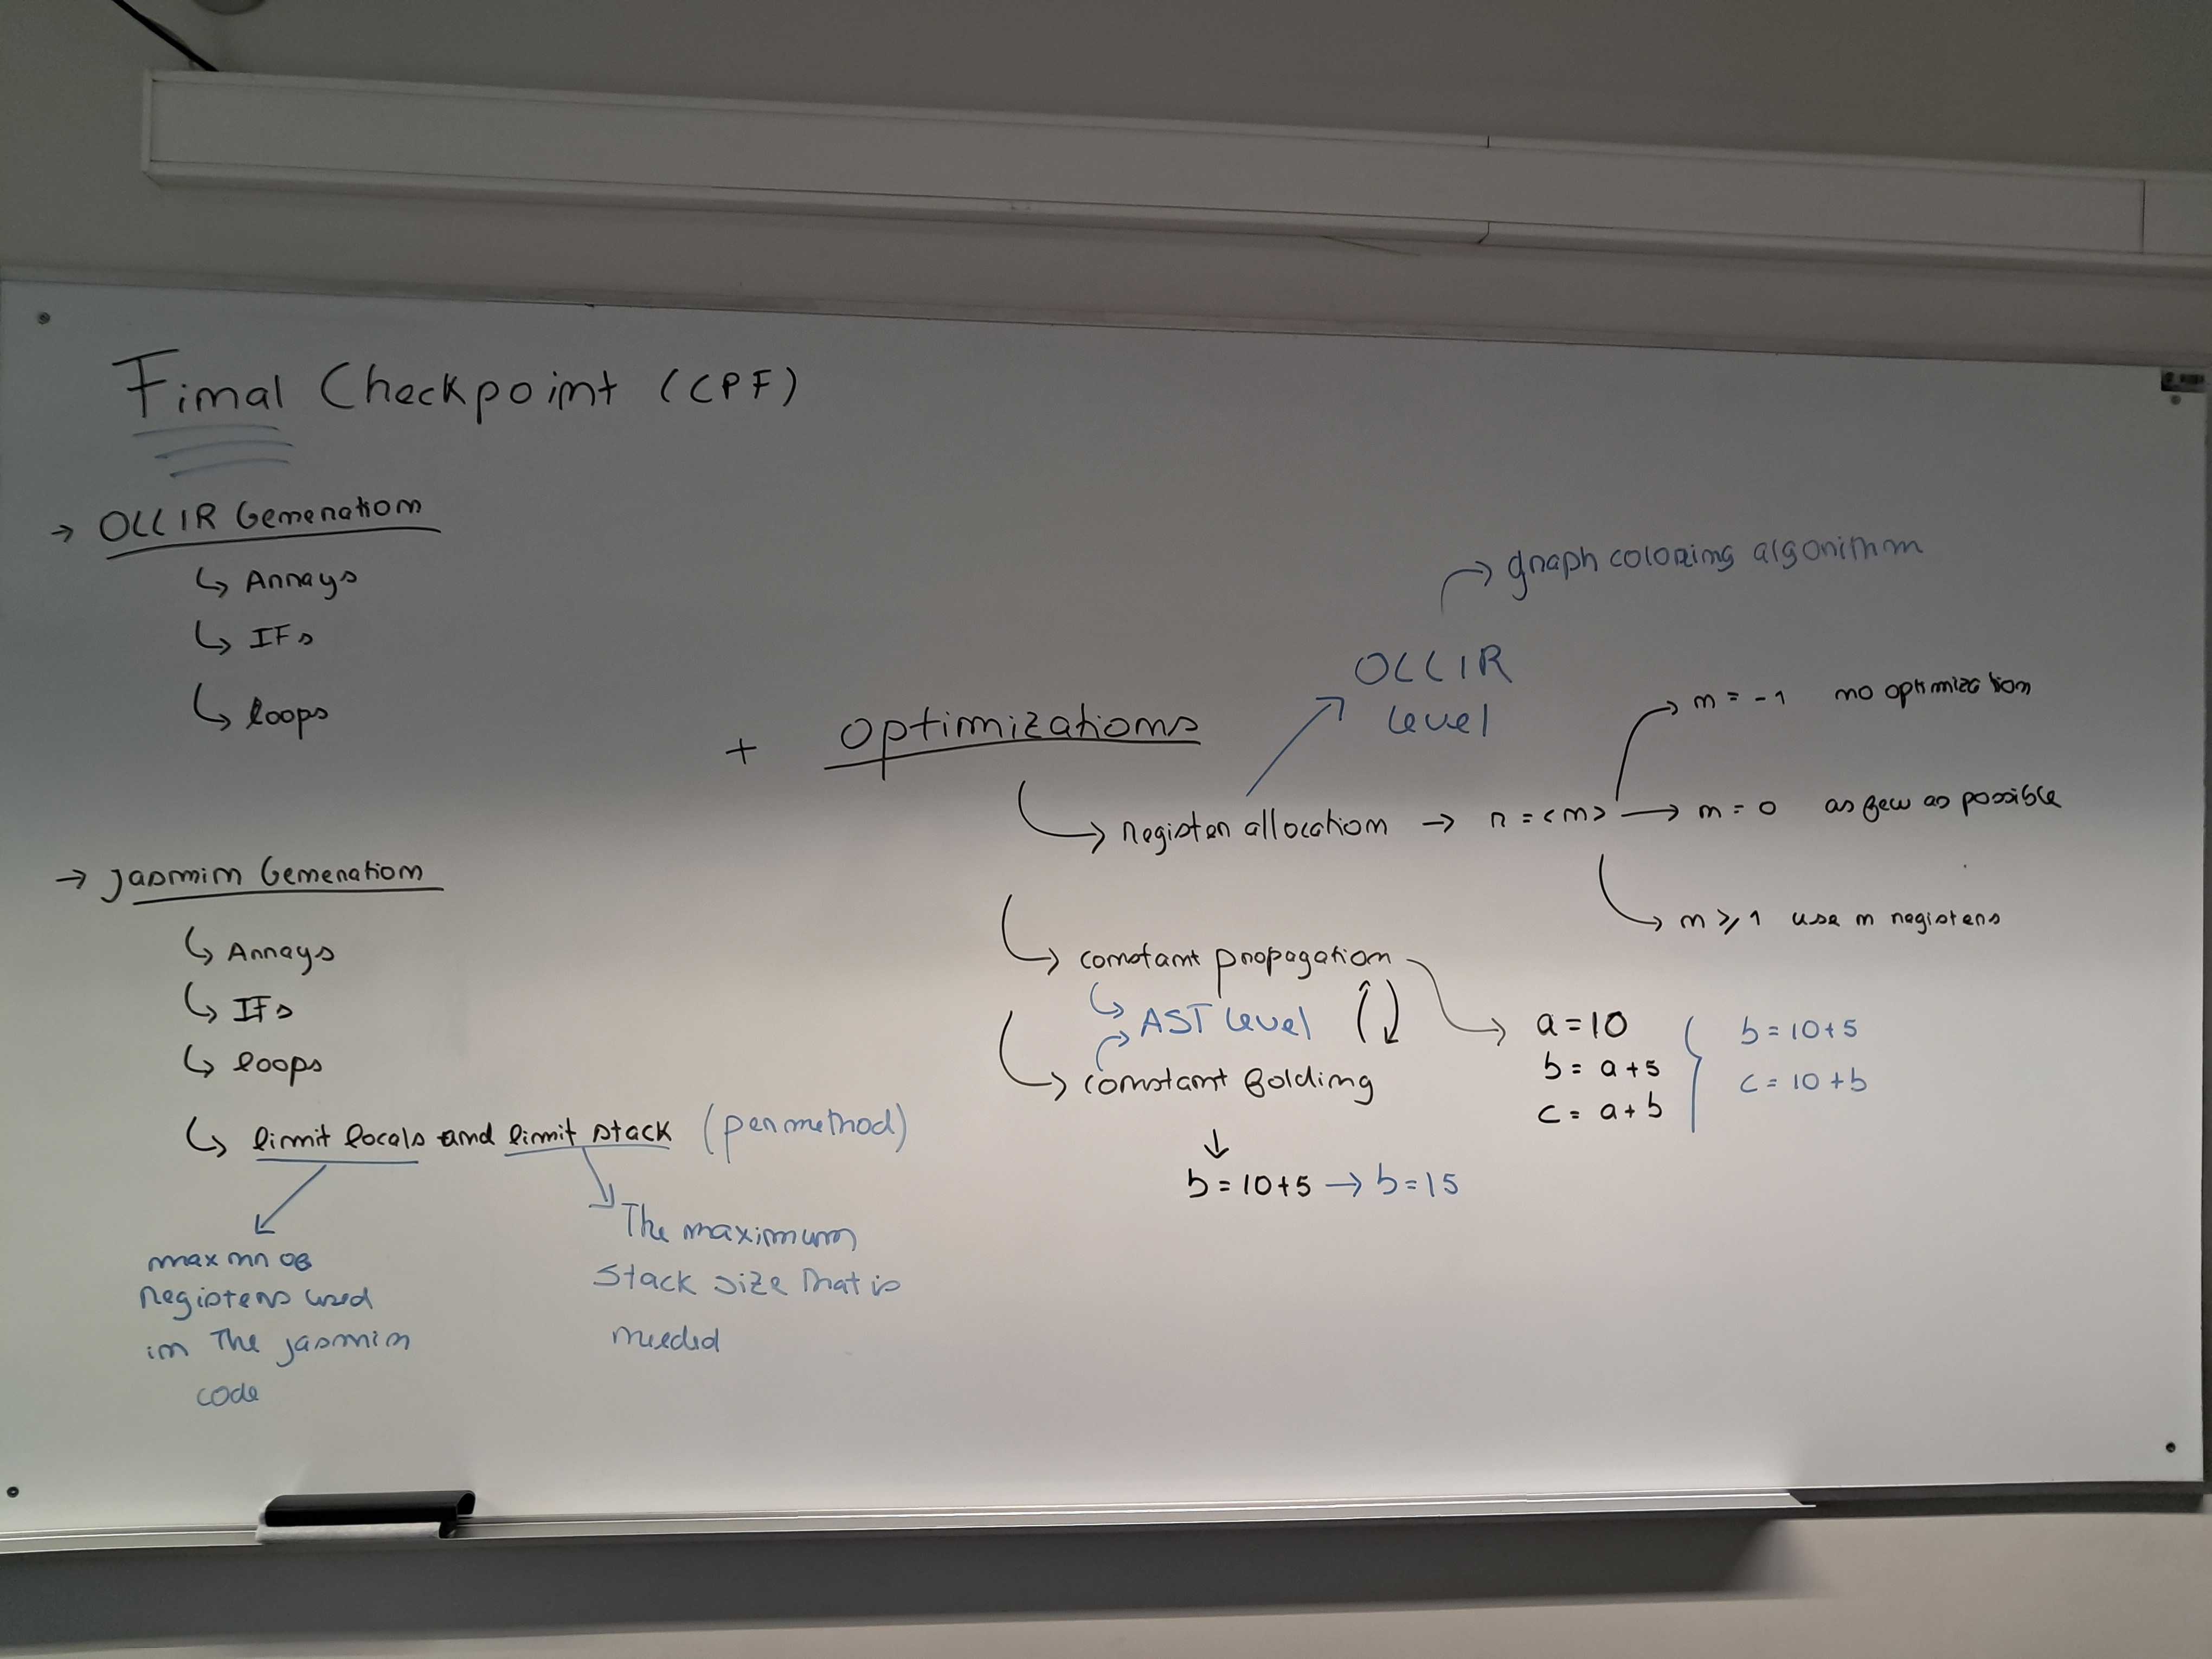 Final Checkpoint (CPF)
→ OLLIR Generation
↳ Arrays
↳ IFs
↳ loops
→ Jasmin Generation
↳ Arrays
↳ IFs
↳ loops
↳ limit locals and limit stack (per method)
max nr of
registers used
in the jasmin
code
The maximum
stack size that is
needed
+ optimizations
↳ register allocation → r = <n>
OLLIR
level
→ graph coloring algorithm
→ n = -1 no optimization
→ n = 0 as few as possible
→ n ⩾ 1 use n registers
↳ constant propagation
↳ AST level
↳ constant folding
↓
b = 10+5 → b = 15
→ a = 10
b = a + 5
c = a + b
b = 10 + 5
c = 10 + b